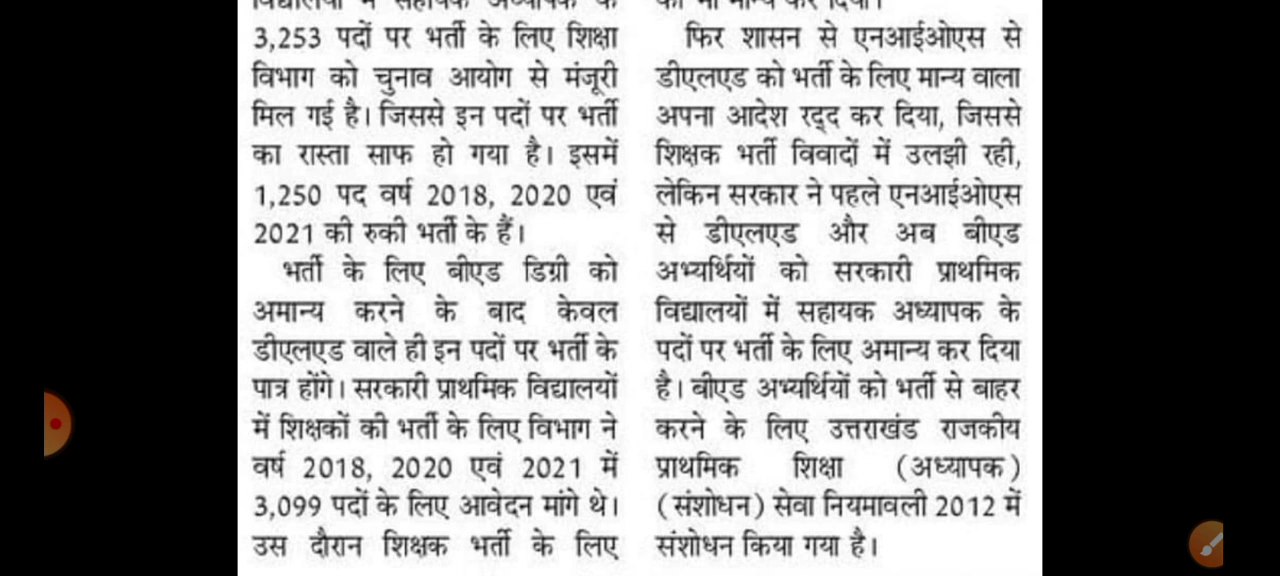 3,253 पदों पर भर्ती के लिए शिक्षा
विभाग को चुनाव आयोग से मंजूरी
मिल गई है। जिससे इन पदों पर भर्ती
का रास्ता साफ हो गया है। इसमें
1,250 पद वर्ष 2018, 2020 एवं
2021 की रुकी भर्ती के हैं।
भर्ती के लिए बीएड डिग्री को
अमान्य करने के बाद केवल
डीएलएड वाले ही इन पदों पर भर्ती के
पात्र होंगे। सरकारी प्राथमिक विद्यालयों
में शिक्षकों की भर्ती के लिए विभाग ने
वर्ष 2018, 2020 एवं 2021 में
3,099 पदों के लिए आवेदन मांगे थे।
उस दौरान शिक्षक भर्ती के लिए
फिर शासन से एनआईओएस से
डीएलएड को भर्ती के लिए मान्य वाला
अपना आदेश रद्द कर दिया, जिससे
शिक्षक भर्ती विवादों में उलझी रही,
लेकिन सरकार ने पहले एनआईओएस
से डीएलएड और अब बीएड
अभ्यर्थियों को सरकारी प्राथमिक
विद्यालयों में सहायक अध्यापक के
पदों पर भर्ती के लिए अमान्य कर दिया
है। बीएड अभ्यर्थियों को भर्ती से बाहर
करने के लिए उत्तराखंड राजकीय
प्राथमिक शिक्षा (अध्यापक)
(संशोधन) सेवा नियमावली 2012 में
संशोधन किया गया है।